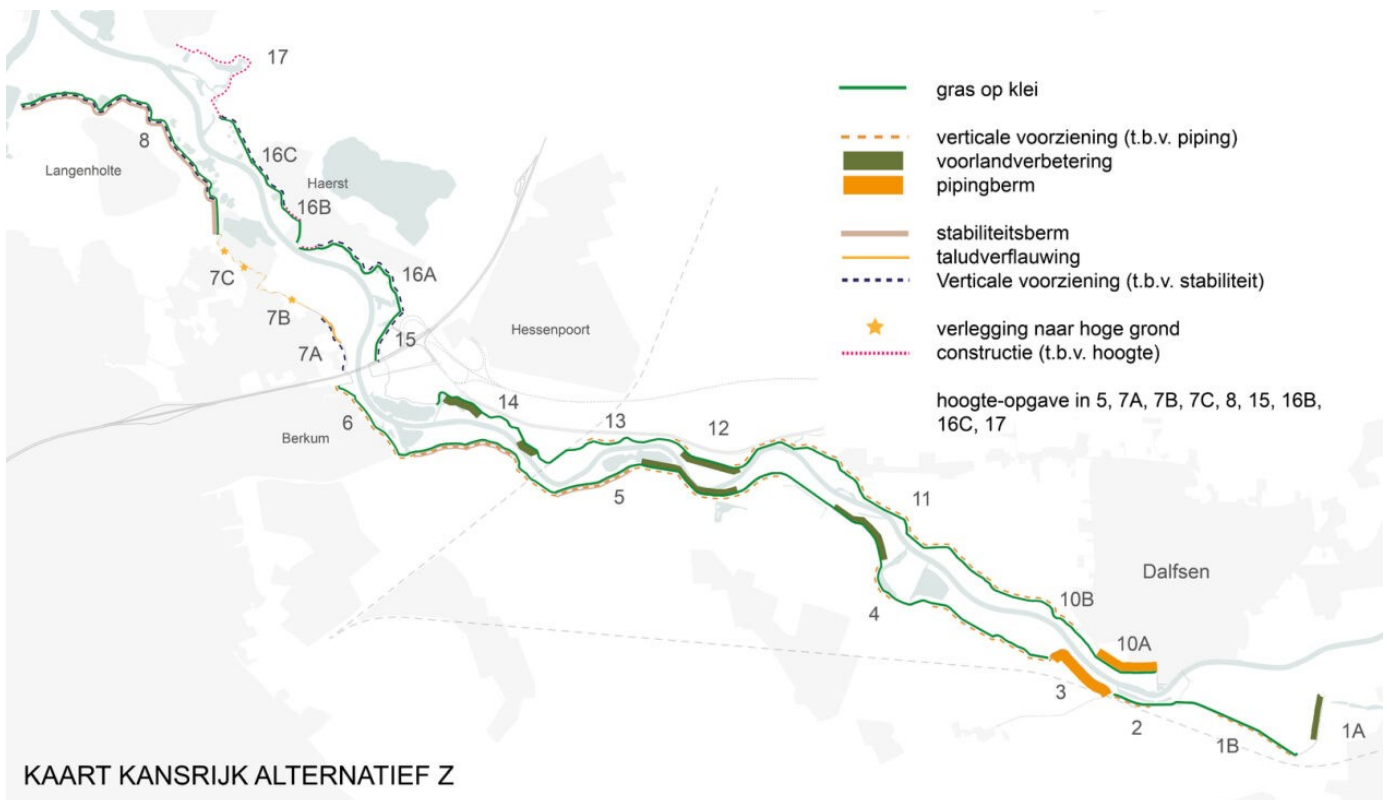 17
gras op klei
verticale voorziening (t.b.v. piping)
voorlandverbetering
pipingberm
stabiliteitsberm
taludverflauwing
Verticale voorziening (t.b.v. stabiliteit)
verlegging naar hoge grond
constructie (t.b.v. hoogte)
hoogte-opgave in 5, 7A, 7B, 7C, 8, 15, 16B,
16C, 17
8
Langenholte
16C
Haerst
16B
16A
7C
7B
7A
15
Hessenpoort
6
Berkum
14
13
12
5
11
4
Dalfsen
10B
10A
3
2
1B
1A
KAART KANSRIJK ALTERNATIEF Z